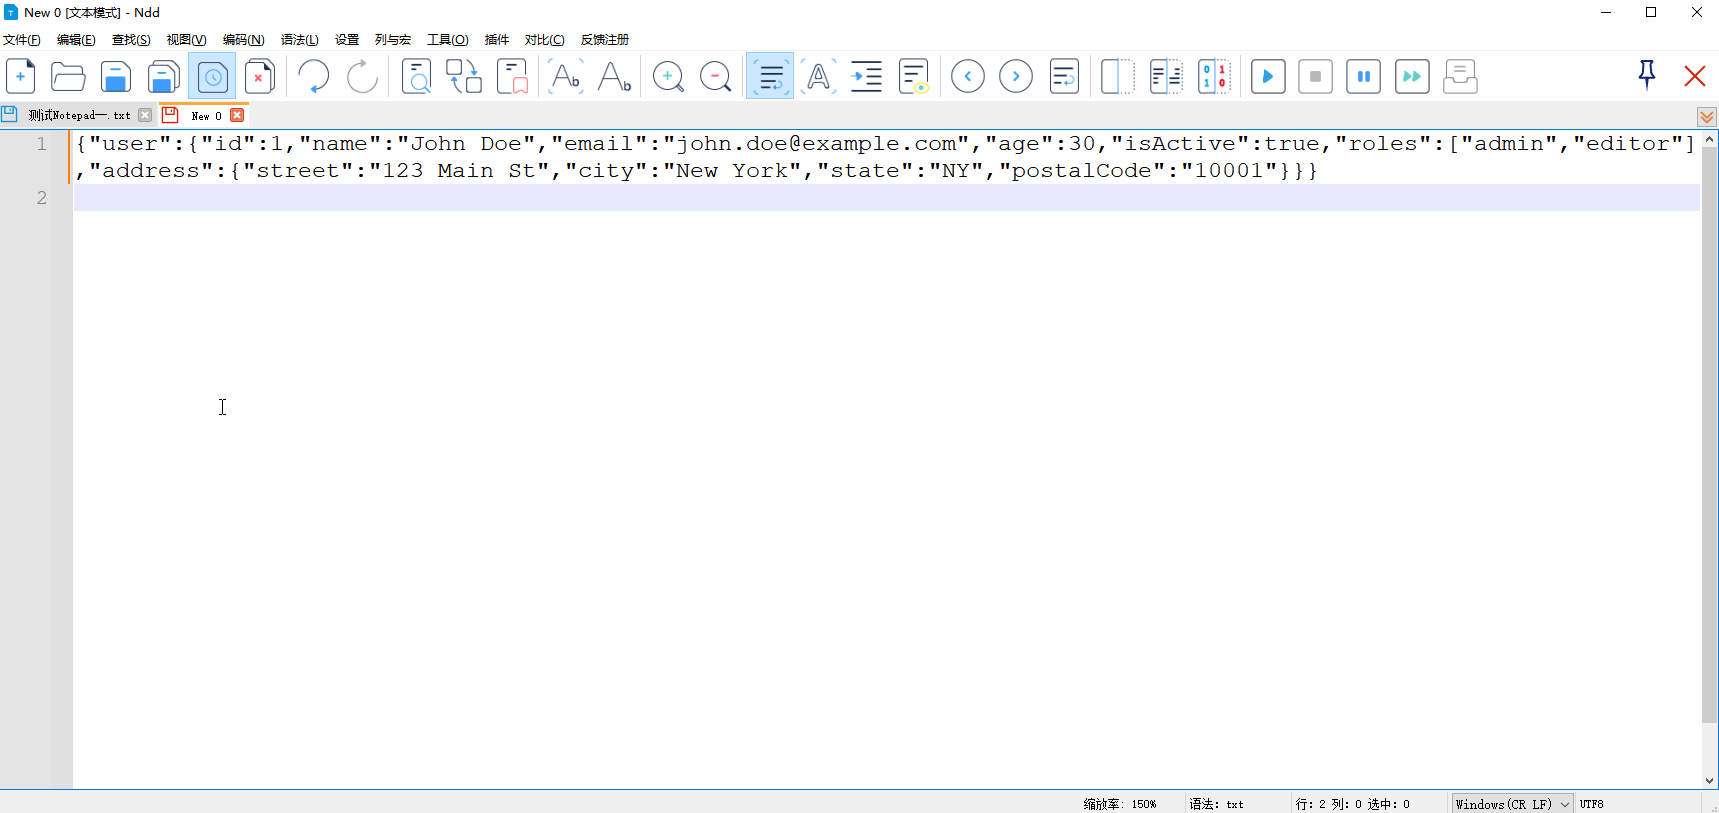 New 0 [文本模式] - Ndd
文件(F) 编辑(E) 查找(S) 视图(V) 编码(N) 语法(L) 设置 列与宏 工具(O) 插件 对比(C) 反馈注册
测试Notepad--.txt New 0
1 {"user":{"id":1,"name":"John Doe","email":"john.doe@example.com","age":30,"isActive":true,"roles":["admin","editor"]
,"address":{"street":"123 Main St","city":"New York","state":"NY","postalCode":"10001"}}}
2
缩放率: 150% 语法: txt 行: 2 列: 0 选中: 0 Windows(CR LF) UTF8